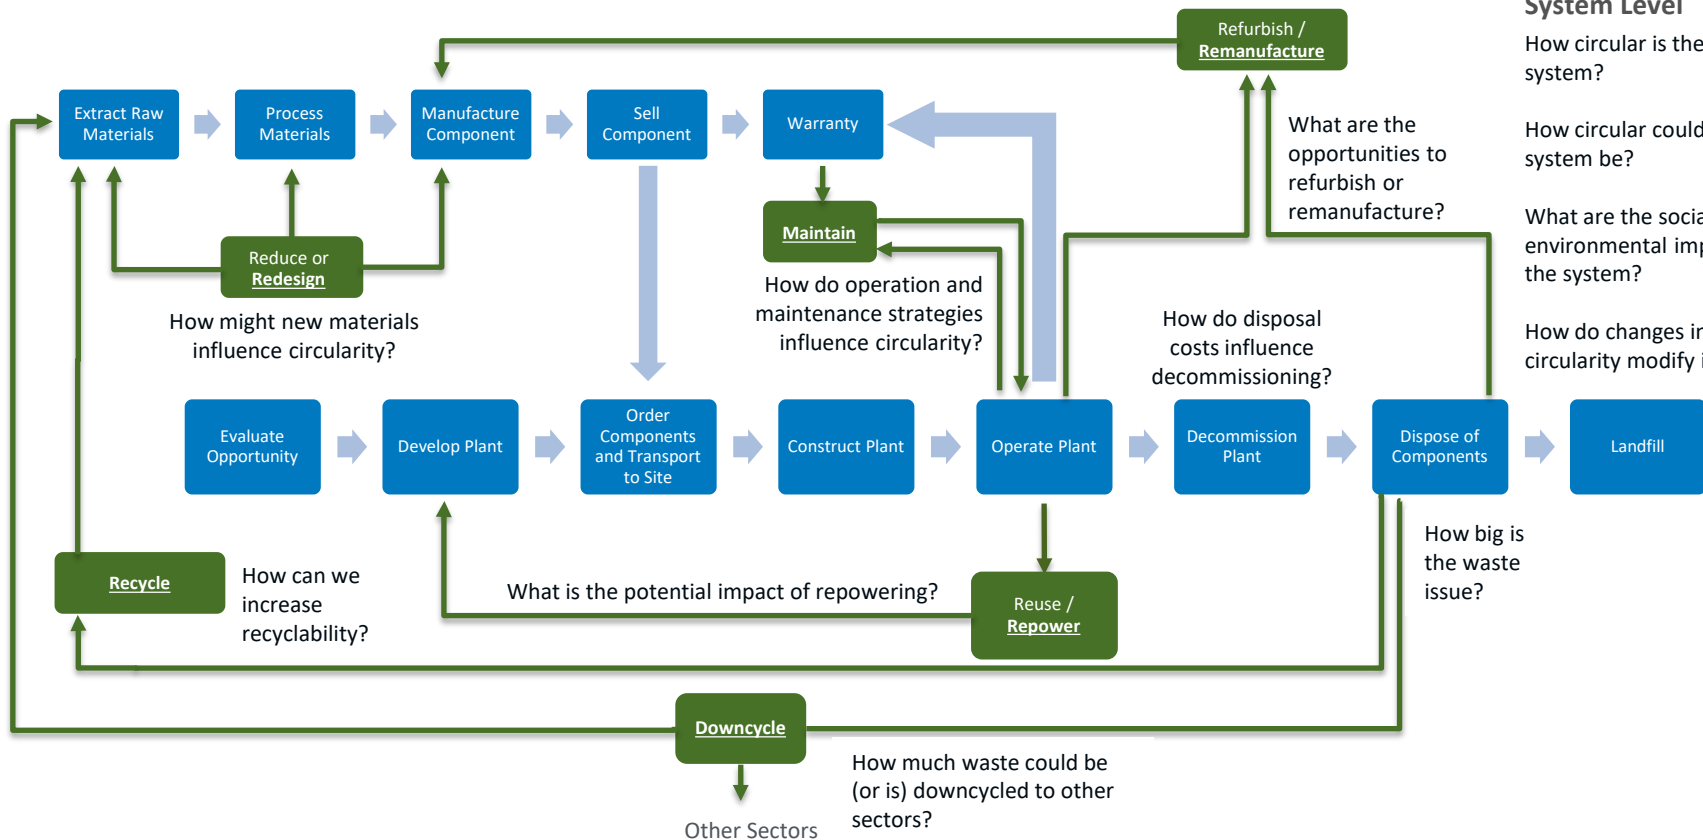 System Level
How circular is the
system?
How circular could
system be?
What are the socia
environmental imp
the system?
How do changes in
circularity modify i
Refurbish /
Remanufacture
Extract Raw
Materials
Process
Materials
Manufacture
Component
Sell
Component
Warranty
What are the
opportunities to
refurbish or
remanufacture?
Maintain
Reduce or
Redesign
How might new materials
influence circularity?
How do operation and
maintenance strategies
influence circularity?
How do disposal
costs influence
decommissioning?
Evaluate
Opportunity
Develop Plant
Order
Components
and Transport
to Site
Construct Plant
Operate Plant
Decommission
Plant
Dispose of
Components
Landfill
Recycle
How can we
increase
recyclability?
What is the potential impact of repowering?
Reuse /
Repower
How big is
the waste
issue?
Downcycle
How much waste could be
(or is) downcycled to other
sectors?
Other Sectors